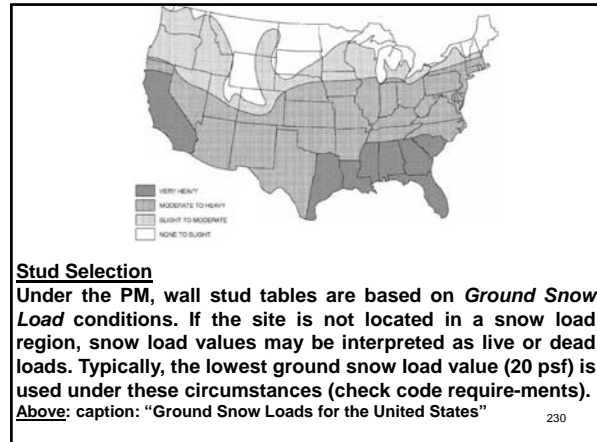 VERY HEAVY
MODERATE TO HEAVY
SLIGHT TO MODERATE
NONE TO SLIGHT
Stud Selection
Under the PM, wall stud tables are based on Ground Snow
Load conditions. If the site is not located in a snow load
region, snow load values may be interpreted as live or dead
loads. Typically, the lowest ground snow load value (20 psf) is
used under these circumstances (check code require-ments).
Above: caption: “Ground Snow Loads for the United States”
230